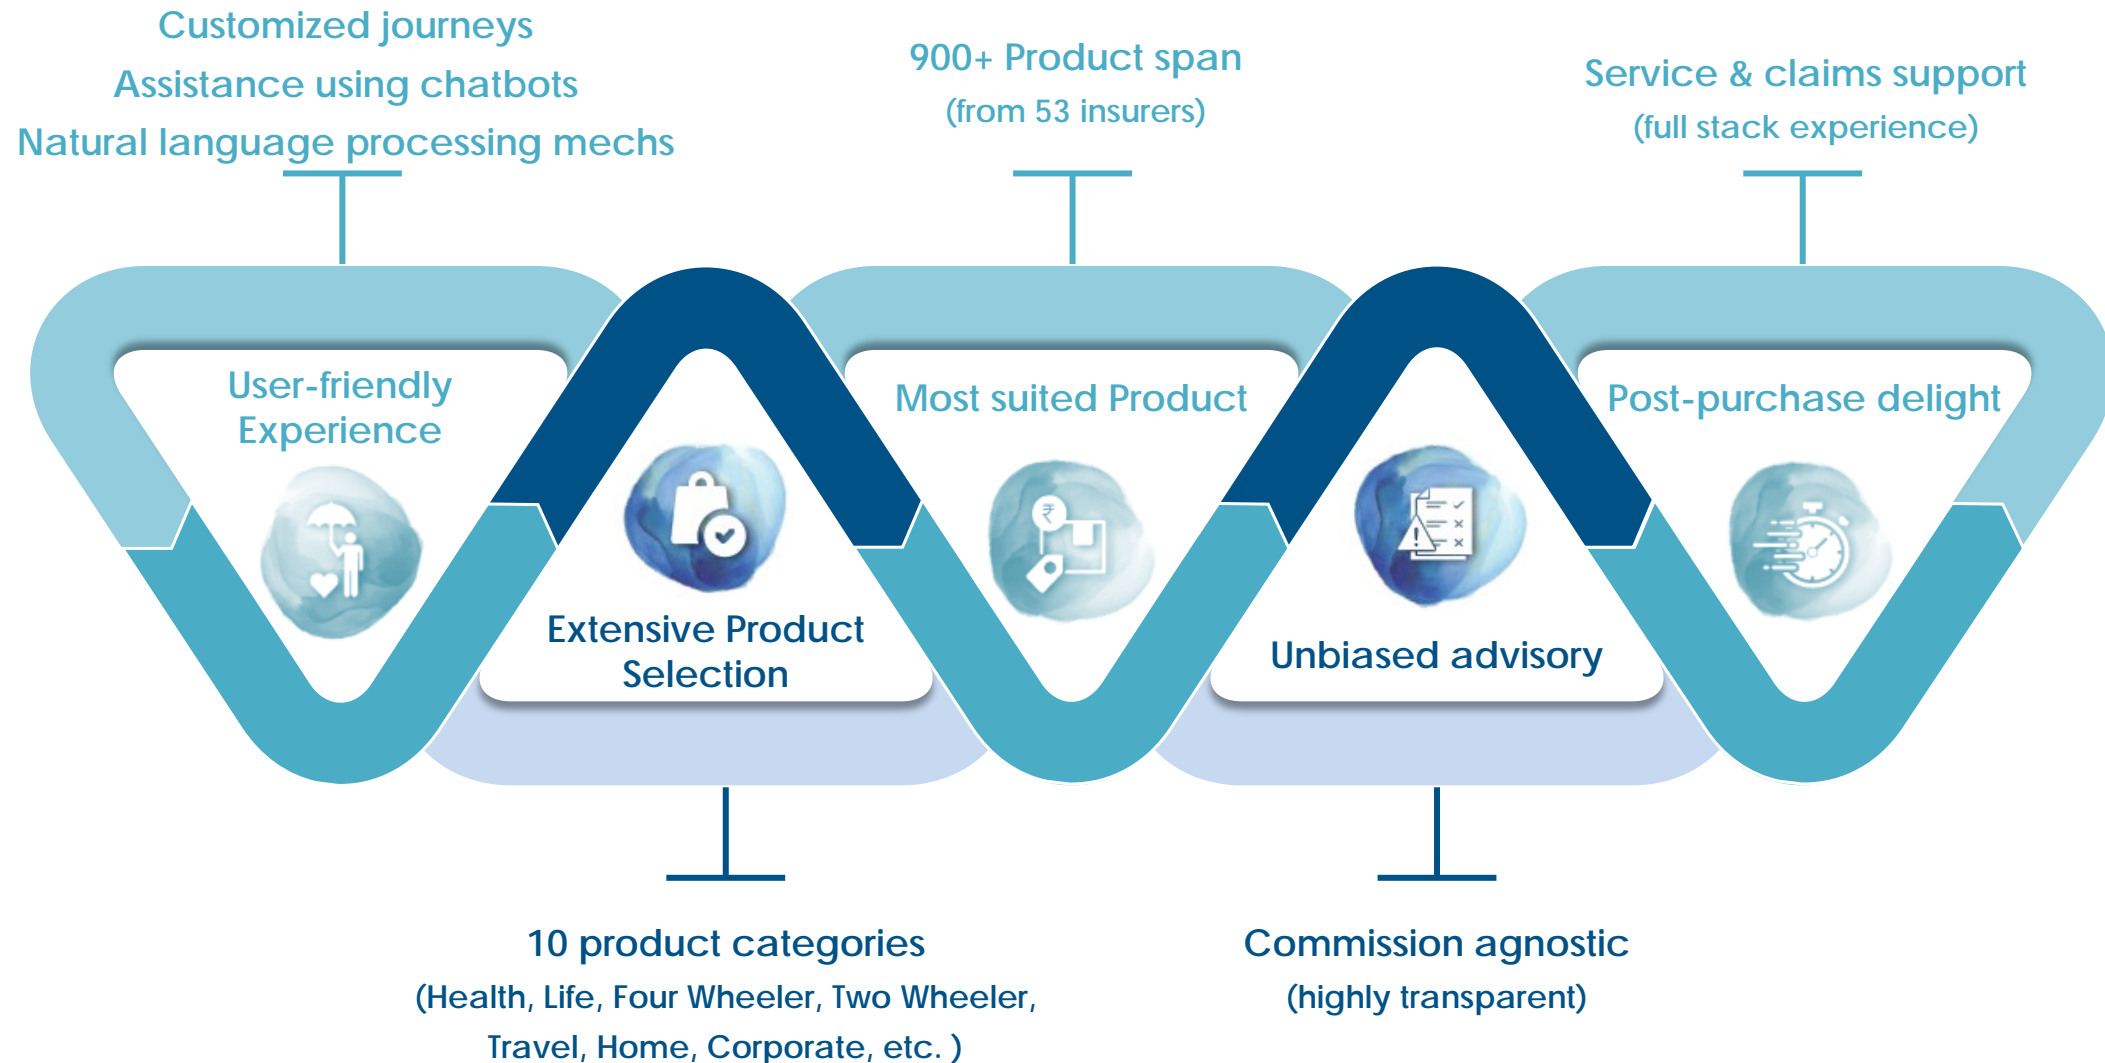 Customized journeys
Assistance using chatbots
Natural language processing mechs
900+ Product span
(from 53 insurers)
Service & claims support
(full stack experience)
User-friendly
Experience
Most suited Product
Post-purchase delight
Extensive Product
Selection
Unbiased advisory
10 product categories
(Health, Life, Four Wheeler, Two Wheeler,
Travel, Home, Corporate, etc. )
Commission agnostic
(highly transparent)